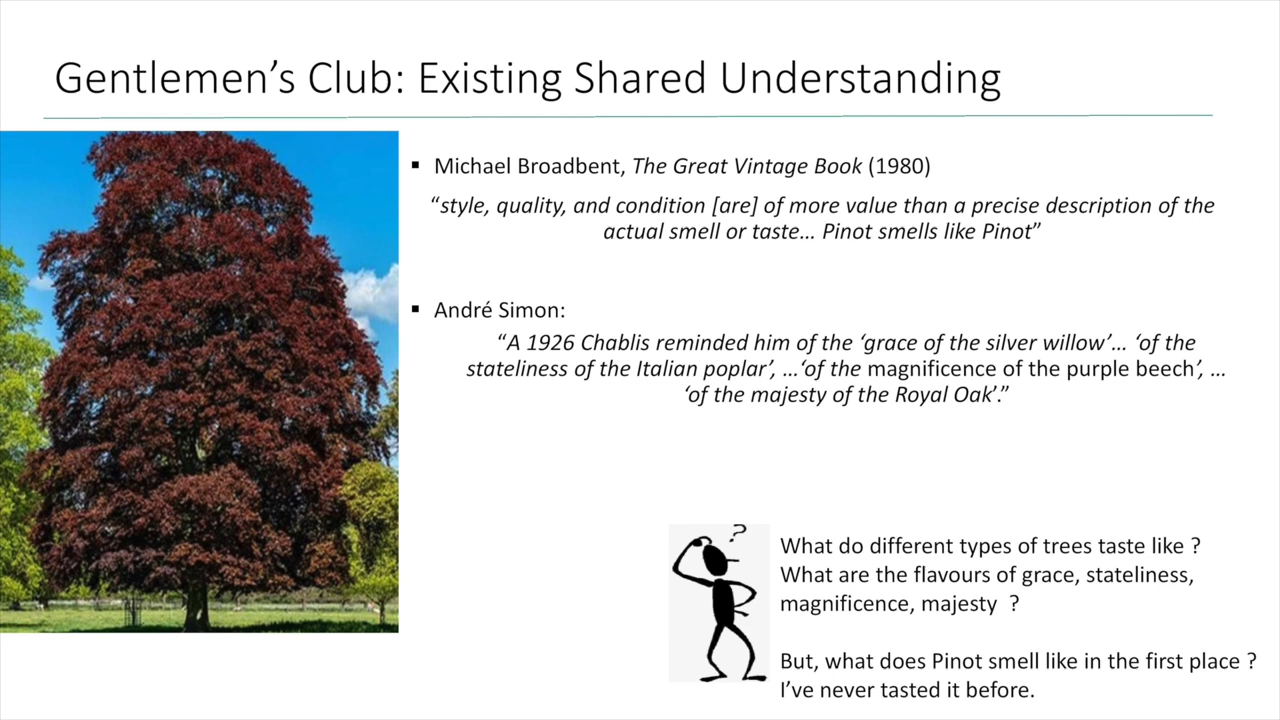 Gentlemen’s Club: Existing Shared Understanding
▪ Michael Broadbent, The Great Vintage Book (1980)
“style, quality, and condition [are] of more value than a precise description of the
actual smell or taste… Pinot smells like Pinot”
▪ André Simon:
“A 1926 Chablis reminded him of the ‘grace of the silver willow’… ‘of the
stateliness of the Italian poplar’, …‘of the magnificence of the purple beech’, …
‘of the majesty of the Royal Oak’.”
?
What do different types of trees taste like ?
What are the flavours of grace, stateliness,
magnificence, majesty ?
But, what does Pinot smell like in the first place ?
I’ve never tasted it before.